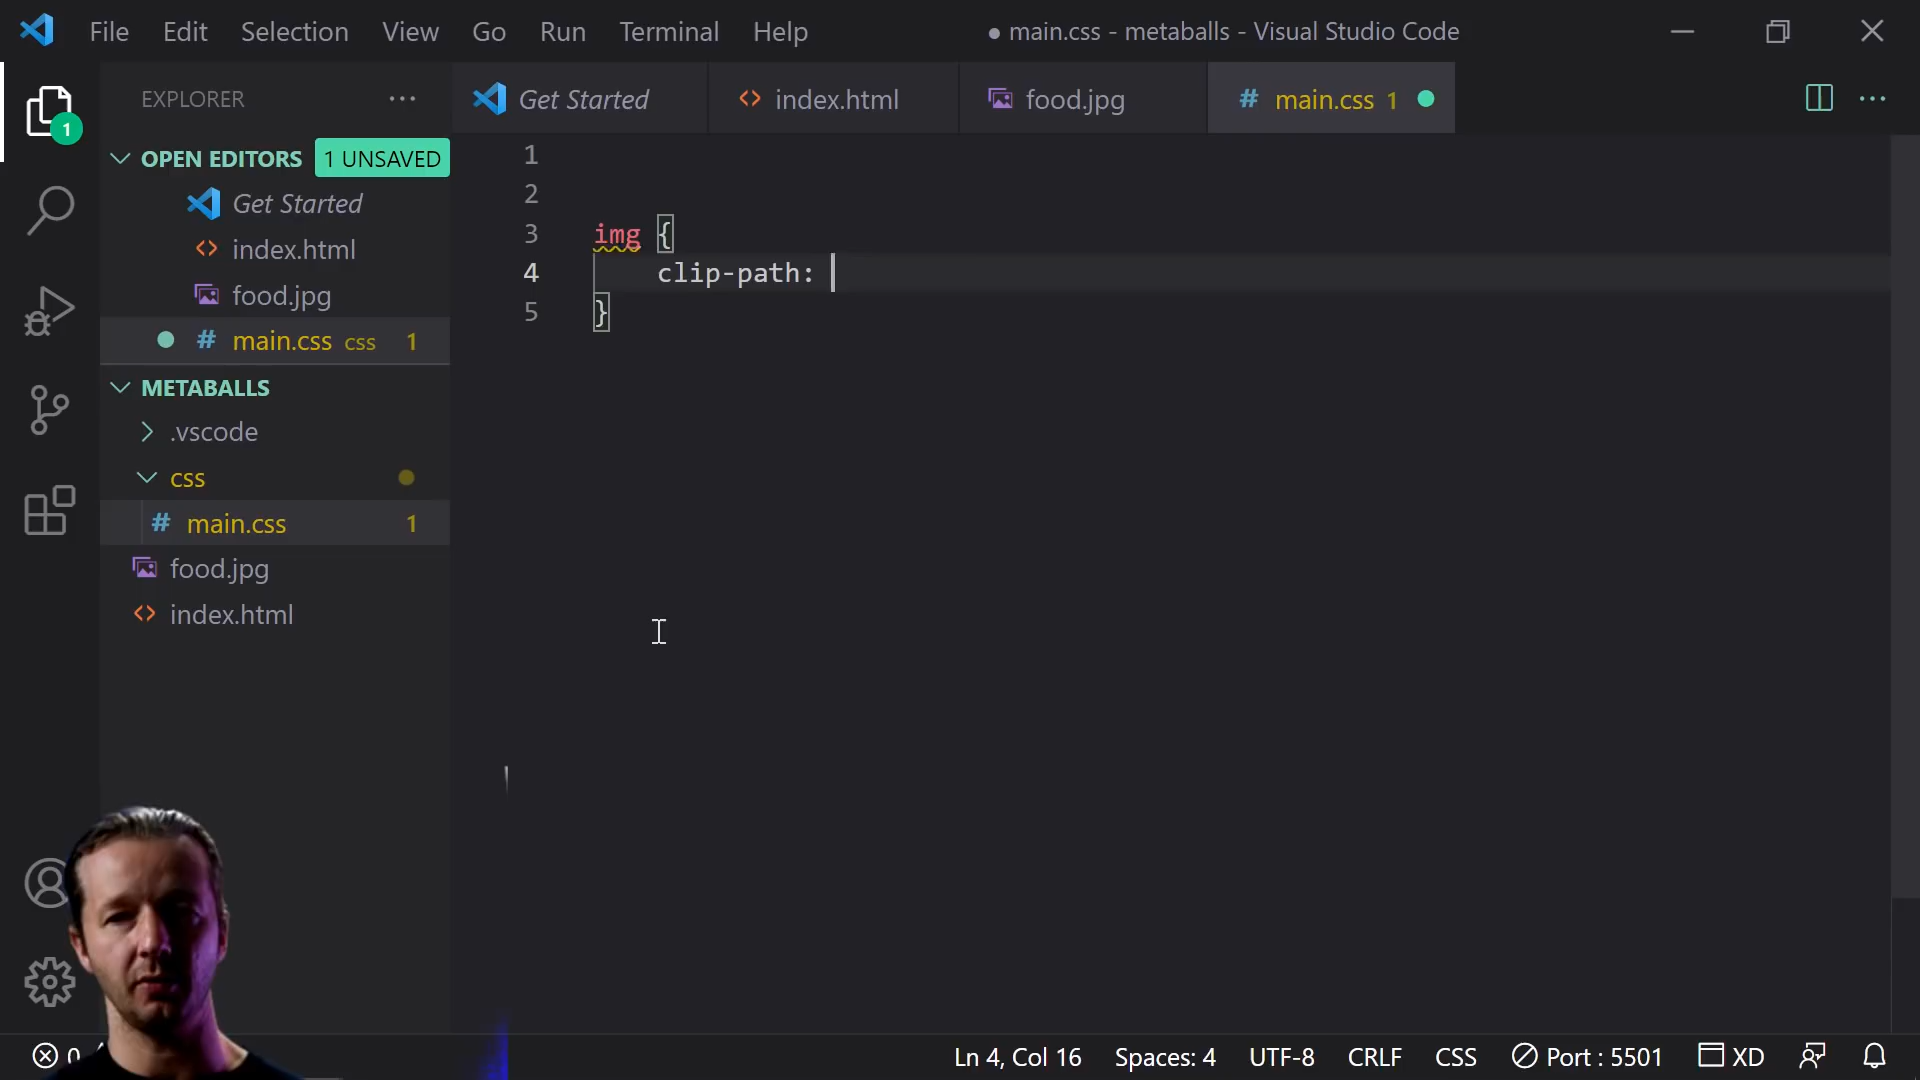 File Edit Selection View Go Run Terminal Help ● main.css - metaballs - Visual Studio Code
EXPLORER ···
Get Started index.html food.jpg # main.css 1 ···
1
OPEN EDITORS 1 UNSAVED
Get Started
index.html
food.jpg
# main.css css 1
METABALLS
.vscode
css
# main.css 1
food.jpg
index.html
1
2
3 img {
4 clip-path:
5 }
0 Ln 4, Col 16 Spaces: 4 UTF-8 CRLF CSS Port : 5501 XD